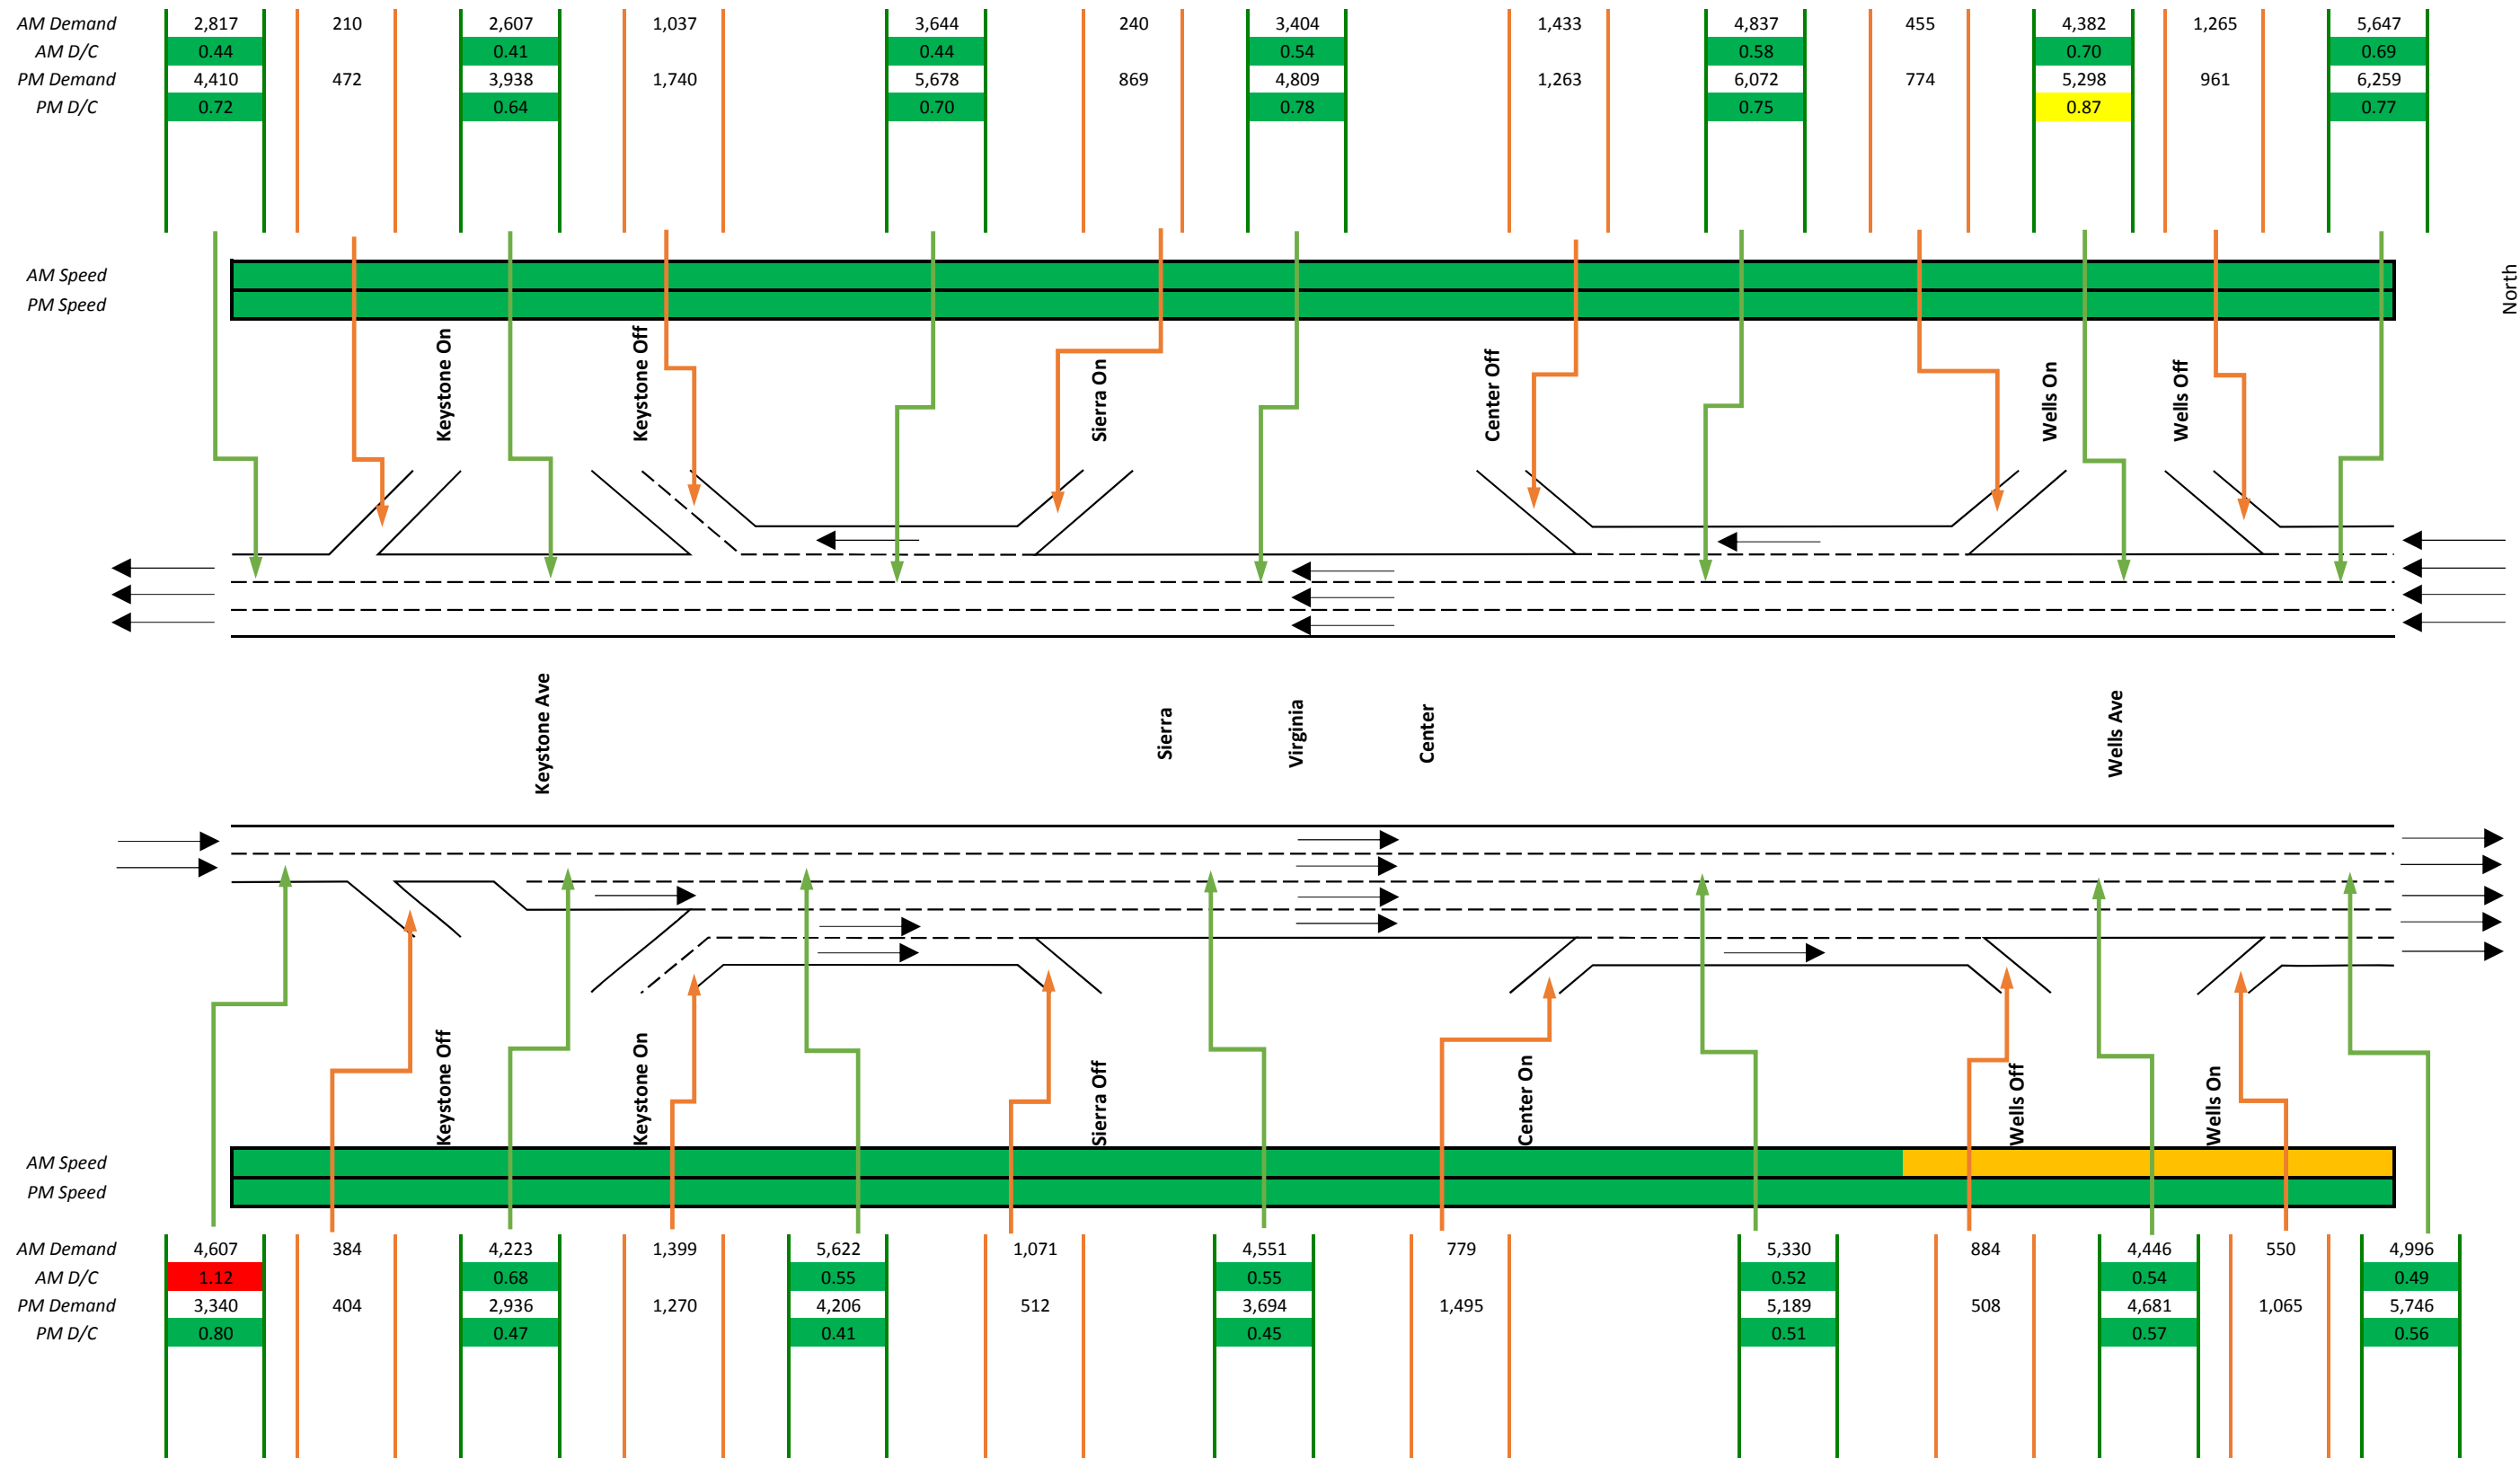 AM Demand 2,817 210 2,607 1,037 3,644 240 3,404 1,433 4,837 455 4,382 1,265 5,647
AM D/C 0.44 0.41 0.44 0.54 0.58 0.70 0.69
PM Demand 4,410 472 3,938 1,740 5,678 869 4,809 1,263 6,072 774 5,298 961 6,259
PM D/C 0.72 0.64 0.70 0.78 0.75 0.87 0.77
AM Speed
PM Speed
North
Keystone On
Keystone Off
Sierra On
Center Off
Wells On
Wells Off
Keystone Ave
Sierra
Virginia
Center
Wells Ave
Keystone Off
Keystone On
Sierra Off
Center On
Wells Off
Wells On
AM Speed
PM Speed
AM Demand 4,607 384 4,223 1,399 5,622 1,071 4,551 779 5,330 884 4,446 550 4,996
AM D/C 1.12 0.68 0.55 0.55 0.52 0.54 0.49
PM Demand 3,340 404 2,936 1,270 4,206 512 3,694 1,495 5,189 508 4,681 1,065 5,746
PM D/C 0.80 0.47 0.41 0.45 0.51 0.57 0.56